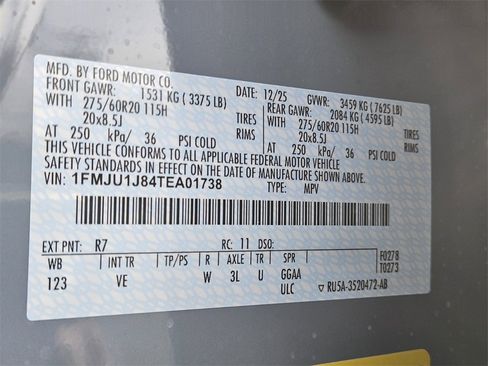 MFD. BY FORD MOTOR CO.
DATE: 12/25 GVWR: 3459 KG (7625 LB)
FRONT GAWR: 1531 KG (3375 LB) REAR GAWR: 2084 KG (4595 LB)
WITH 275/60R20 115H TIRES WITH 275/60R20 115H TIRES
20x8.5J RIMS 20x8.5J RIMS
AT 250 kPa/ 36 PSI COLD AT 250 kPa/ 36 PSI COLD
THIS VEHICLE CONFORMS TO ALL APPLICABLE FEDERAL MOTOR VEHICLE
SAFETY STANDARDS IN EFFECT ON THE DATE OF MANUFACTURE SHOWN ABOVE.
VIN: 1FMJU1J84TEA01738 TYPE: MPV
EXT PNT: R7 RC: 11 DSO:
WB INT TR TP/PS R AXLE TR SPR F0278
T0273
123 VE W 3L U GGAA
ULC ▽ RU5A-3520472-AB